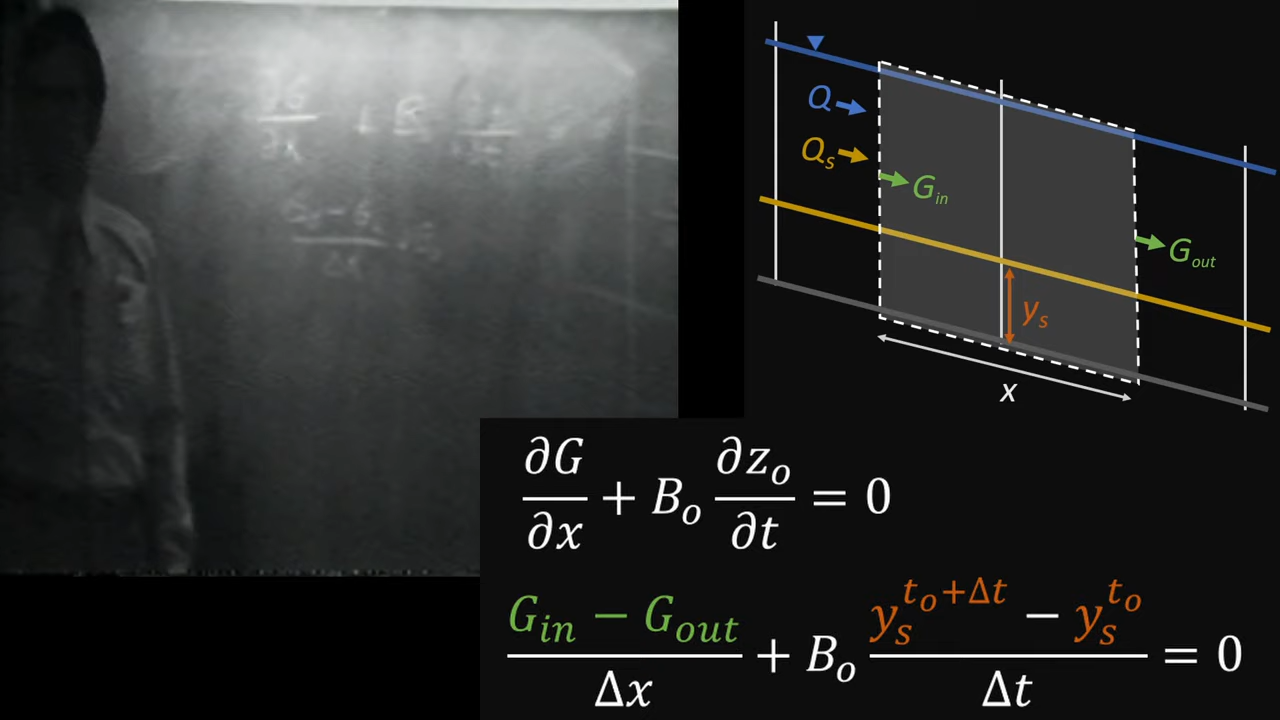 Q
Qs
Gin
Gout
ys
x
∂G/∂x + Bo ∂zo/∂t = 0
(Gin − Gout)/Δx + Bo (ys^(to+Δt) − ys^(to))/Δt = 0